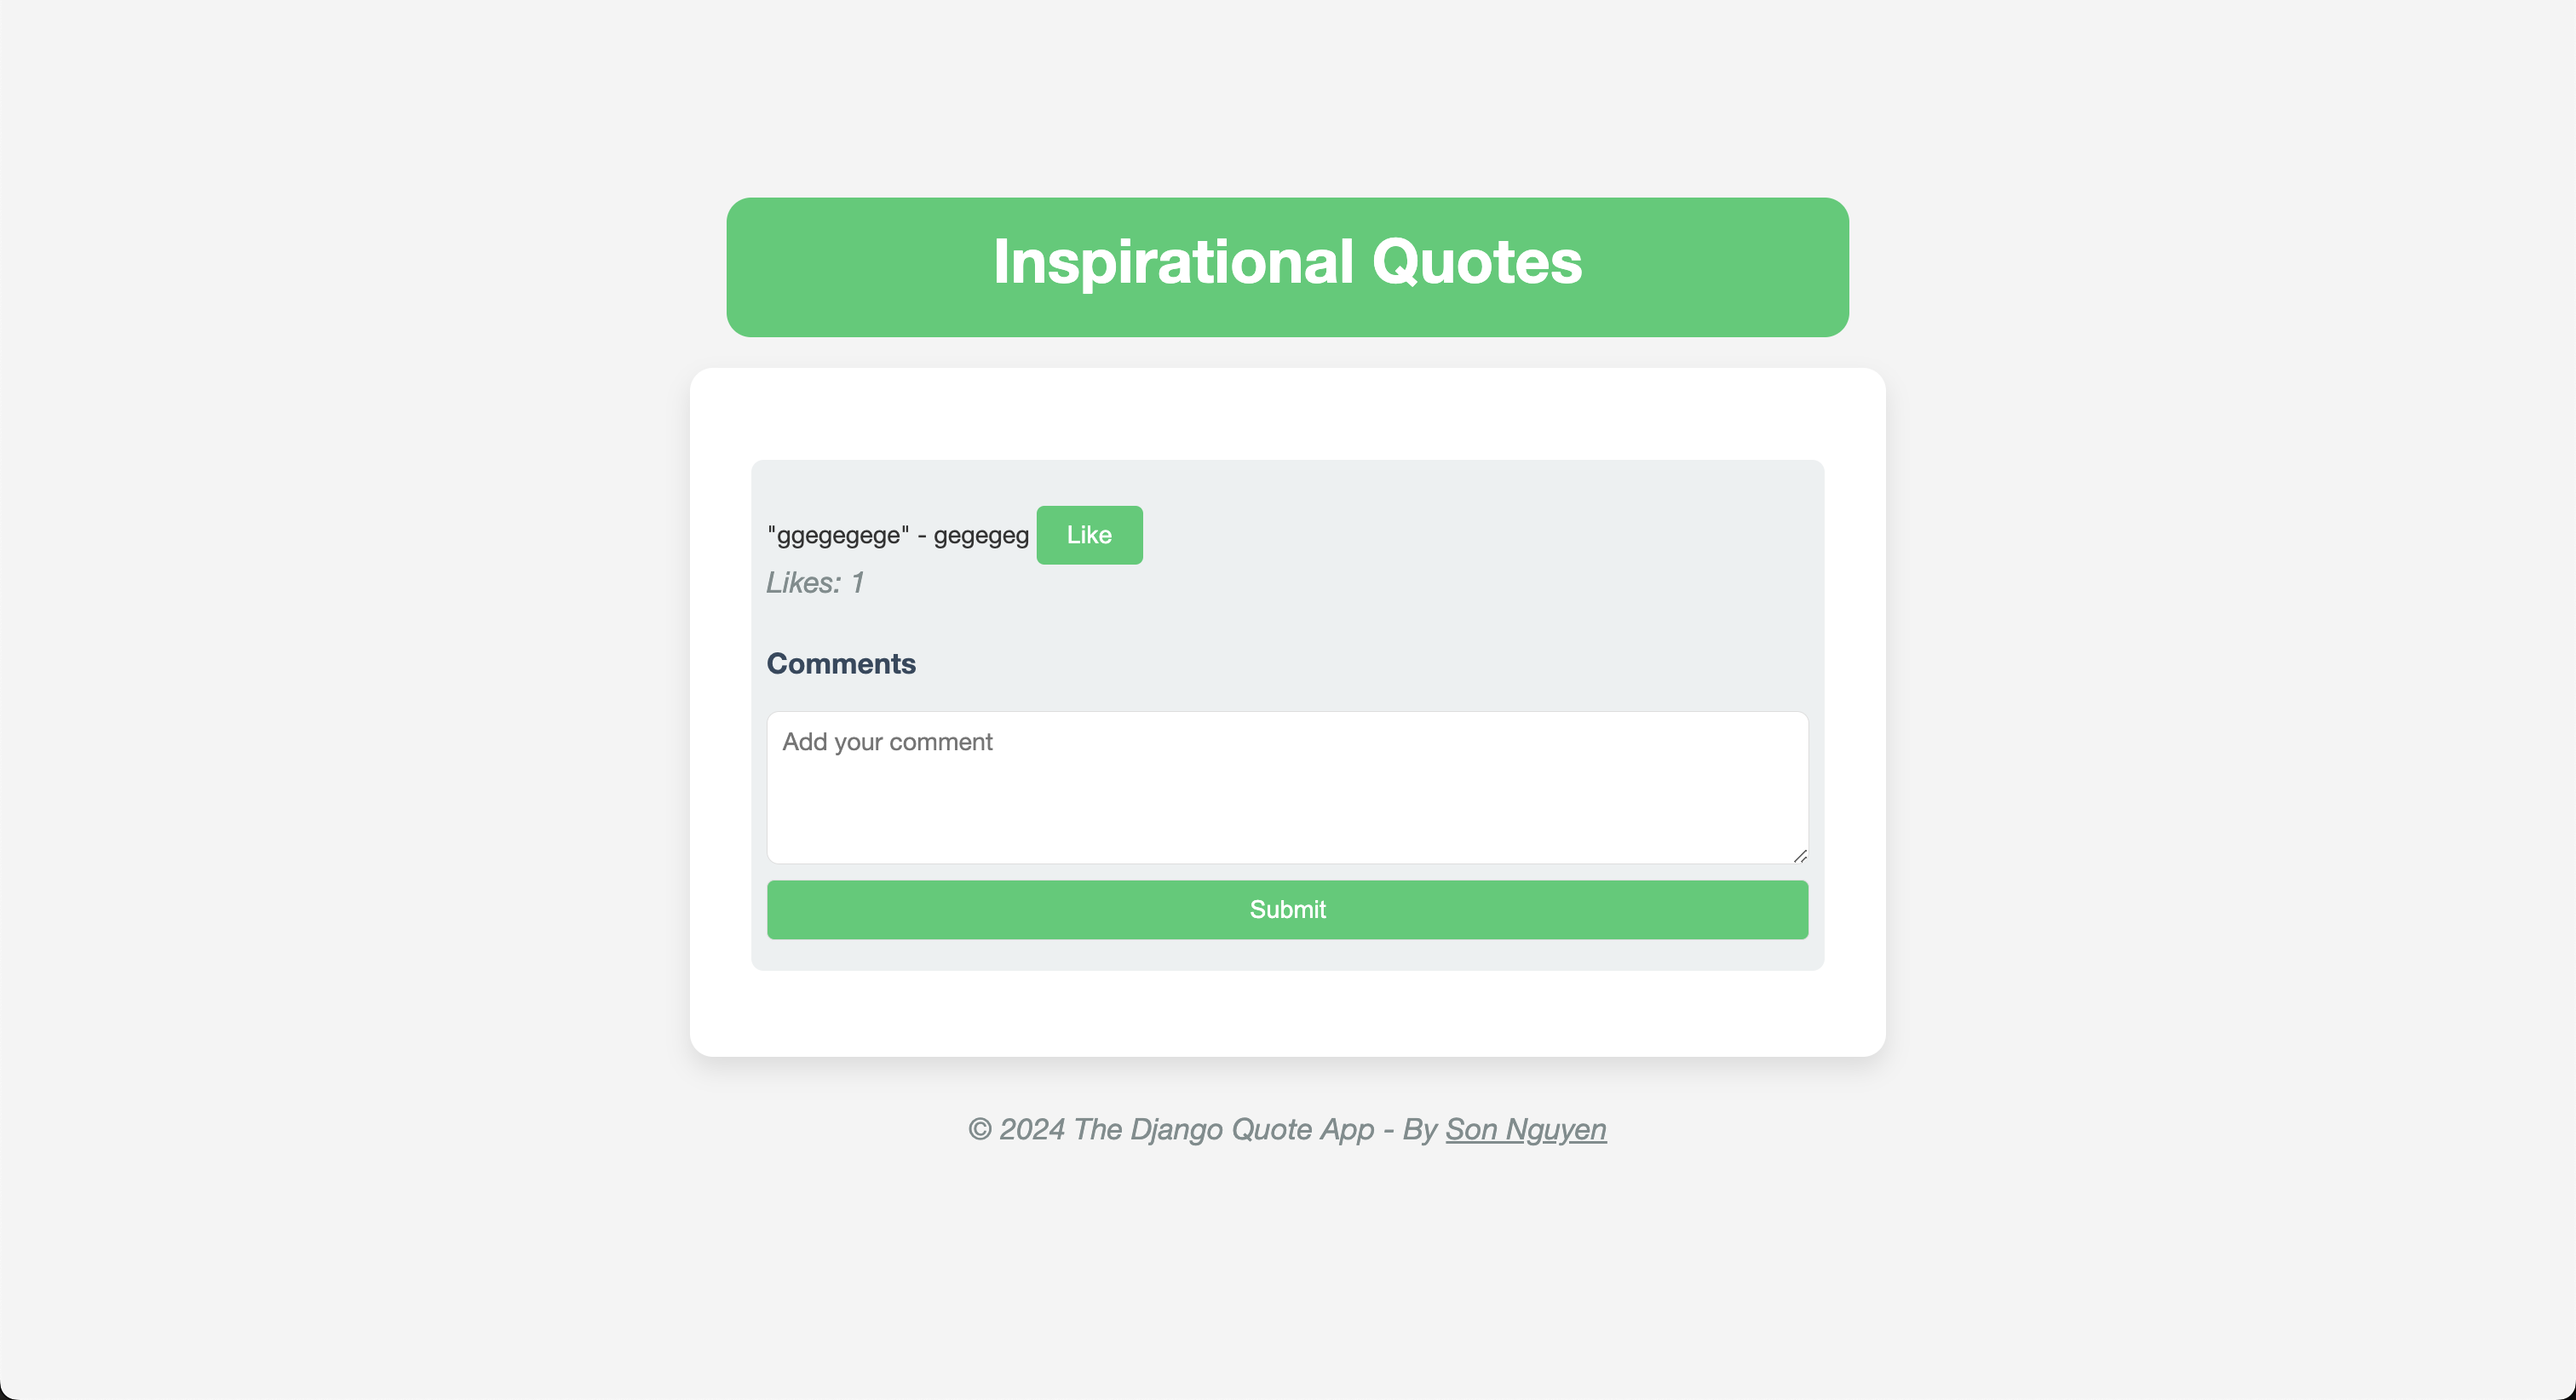 Inspirational Quotes
"ggegegege" - gegegeg Like
Likes: 1
Comments
Add your comment
Submit
© 2024 The Django Quote App - By Son Nguyen